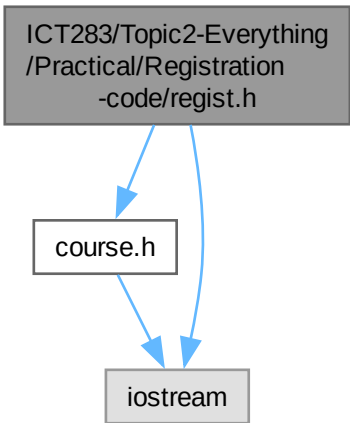 ICT283/Topic2-Everything
/Practical/Registration
-code/regist.h
course.h
iostream